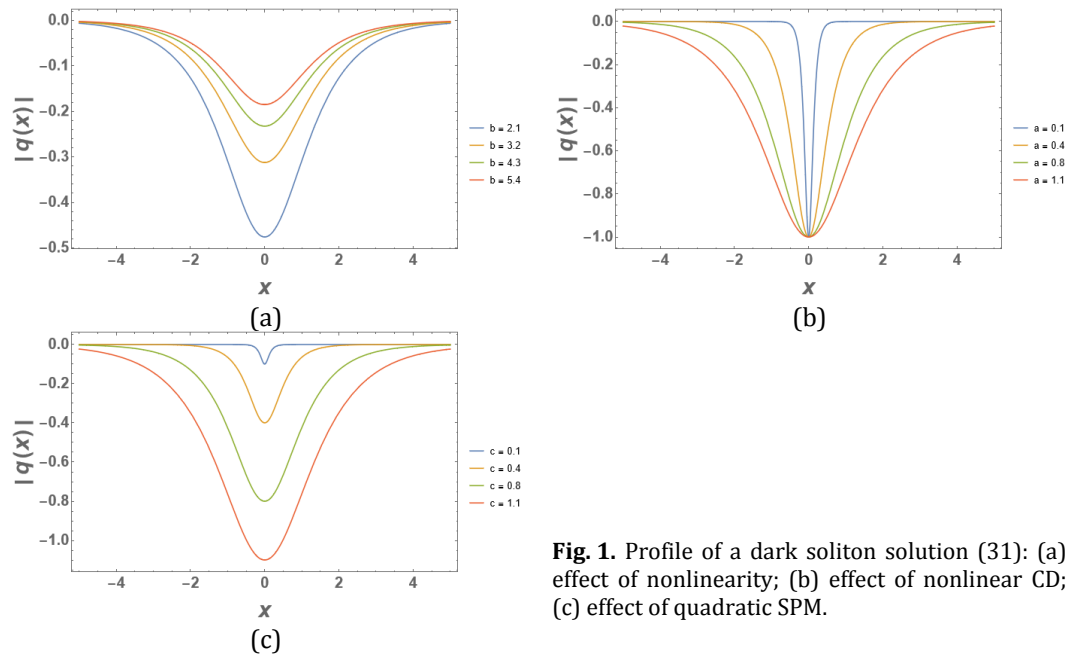 0.0
−0.1
−0.2
−0.3
−0.4
−0.5
|q(x)|
−4 −2 0 2 4
x
b = 2.1
b = 3.2
b = 4.3
b = 5.4
(a)
0.0
−0.2
−0.4
−0.6
−0.8
−1.0
|q(x)|
−4 −2 0 2 4
x
a = 0.1
a = 0.4
a = 0.8
a = 1.1
(b)
0.0
−0.2
−0.4
−0.6
−0.8
−1.0
|q(x)|
−4 −2 0 2 4
x
c = 0.1
c = 0.4
c = 0.8
c = 1.1
(c)
Fig. 1. Profile of a dark soliton solution (31): (a)
effect of nonlinearity; (b) effect of nonlinear CD;
(c) effect of quadratic SPM.